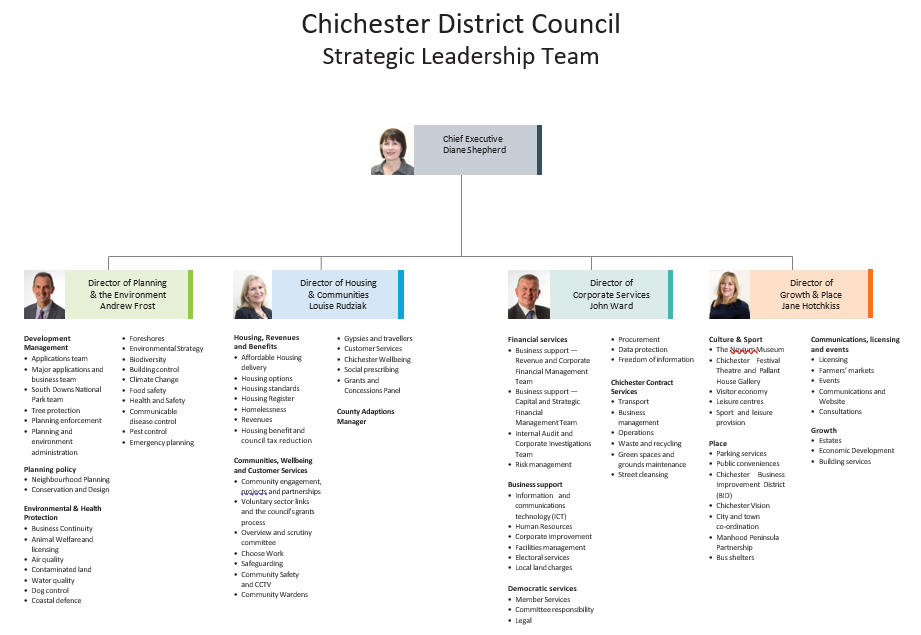 Chichester District Council
Strategic Leadership Team
Chief Executive
Diane Shepherd
Director of Planning
& the Environment
Andrew Frost
Director of Housing
& Communities
Louise Rudziak
Director of
Corporate Services
John Ward
Director of
Growth & Place
Jane Hotchkiss
Development
Management
• Applications team
• Major applications and
business team
• South Downs National
Park team
• Tree protection
• Planning enforcement
• Planning and
environment
administration
Planning policy
• Neighbourhood Planning
• Conservation and Design
Environmental & Health
Protection
• Business Continuity
• Animal Welfare and
licensing
• Air quality
• Contaminated land
• Water quality
• Dog control
• Coastal defence
• Foreshores
• Environmental Strategy
• Biodiversity
• Building control
• Climate Change
• Food safety
• Health and Safety
• Communicable
disease control
• Pest control
• Emergency planning
Housing, Revenues
and Benefits
• Affordable Housing
delivery
• Housing options
• Housing standards
• Housing Register
• Homelessness
• Revenues
• Housing benefit and
council tax reduction
Communities, Wellbeing
and Customer Services
• Community engagement,
projects and partnerships
• Voluntary sector links
and the council's grants
process
• Overview and scrutiny
committee
• Choose Work
• Safeguarding
• Community Safety
and CCTV
• Community Wardens
• Gypsies and travellers
• Customer Services
• Chichester Wellbeing
• Social prescribing
• Grants and
Concessions Panel
County Adaptions
Manager
Financial services
• Business support —
Revenue and Corporate
Financial Management
Team
• Business support —
Capital and Strategic
Financial
Management Team
• Internal Audit and
Corporate Investigations
Team
• Risk management
Business support
• Information and
communications
technology (ICT)
• Human Resources
• Corporate Improvement
• Facilities management
• Electoral services
• Local land charges
Democratic services
• Member Services
• Committee responsibility
• Legal
• Procurement
• Data protection
• Freedom of information
Chichester Contract
Services
• Transport
• Business
management
• Operations
• Waste and recycling
• Green spaces and
grounds maintenance
• Street cleansing
Culture & Sport
• The Novium Museum
• Chichester Festival
Theatre and Pallant
House Gallery
• Visitor economy
• Leisure centres
• Sport and leisure
provision
Place
• Parking services
• Public conveniences
• Chichester Business
Improvement District
(BID)
• Chichester Vision
• City and town
co-ordination
• Manhood Peninsula
Partnership
• Bus shelters
Communications, licensing
and events
• Licensing
• Farmers' markets
• Events
• Communications and
Website
• Consultations
Growth
• Estates
• Economic Development
• Building services